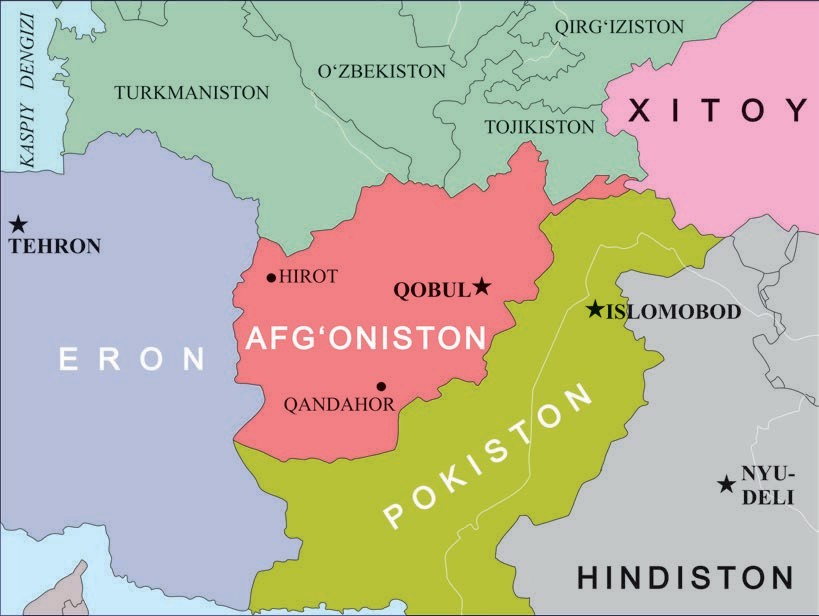 QIRG‘IZISTON
KASPIY DENGIZI
O‘ZBEKISTON
TURKMANISTON
XITOY
TOJIKISTON
TEHRON
HIROT
QOBUL
ISLOMOBOD
AFG‘ONISTON
ERON
QANDAHOR
POKISTON
NYU-
DELI
HINDISTON